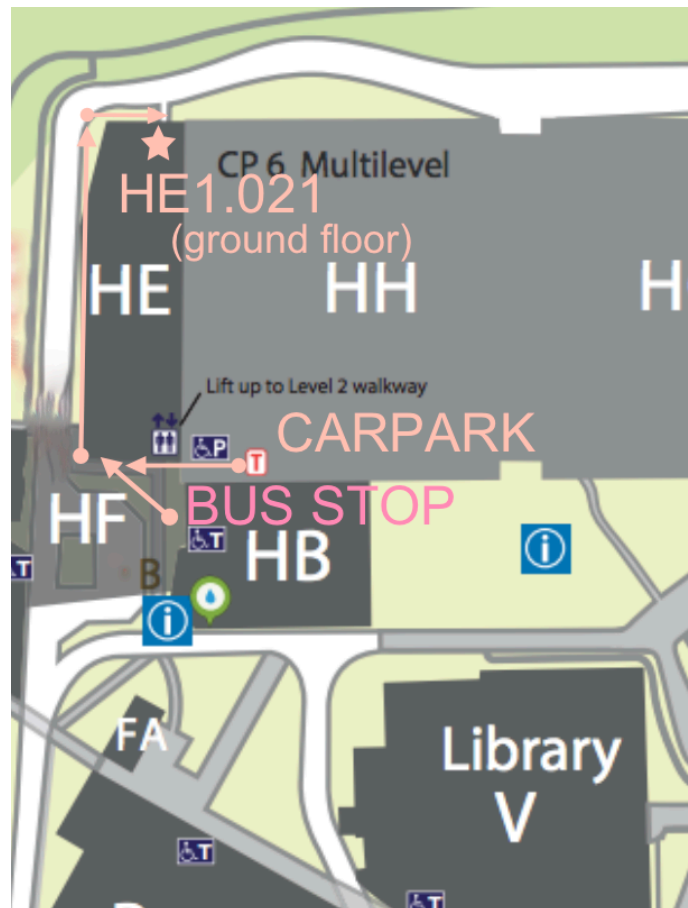 CP 6 Multilevel
HE1.021
(ground floor)
HE
HH
H
Lift up to Level 2 walkway
P
CARPARK
T
BUS STOP
HF
T
HB
i
T
B
i
FA
Library
V
T
T